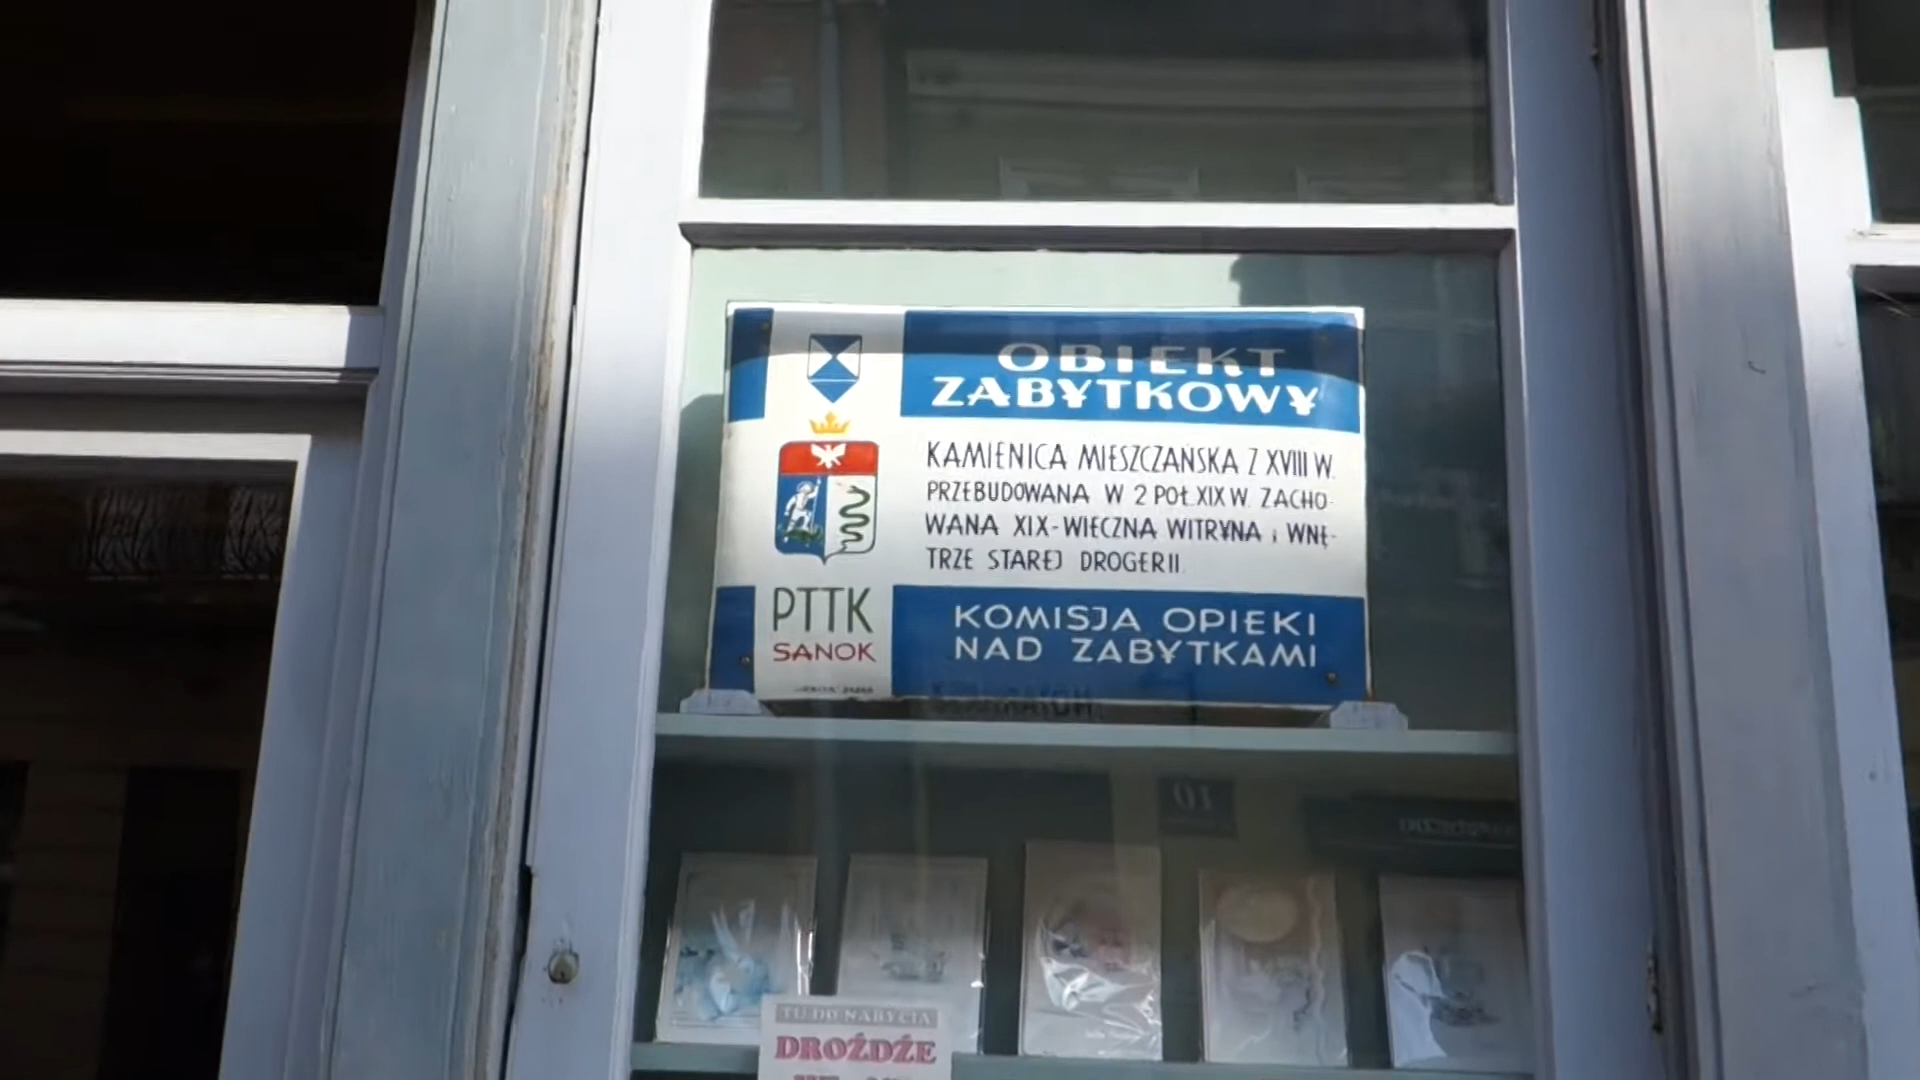 OBIEKT
ZABYTKOWY
KAMIENICA MIESZCZAŃSKA Z XVIII W.
PRZEBUDOWANA W 2 POŁ. XIX W. ZACHO-
WANA XIX-WIECZNA WITRYNA i WNĘ-
TRZE STAREJ DROGERII.
PTTK
SANOK
KOMISJA OPIEKI
NAD ZABYTKAMI
TU DO NABYCIA
DROŻDŻE